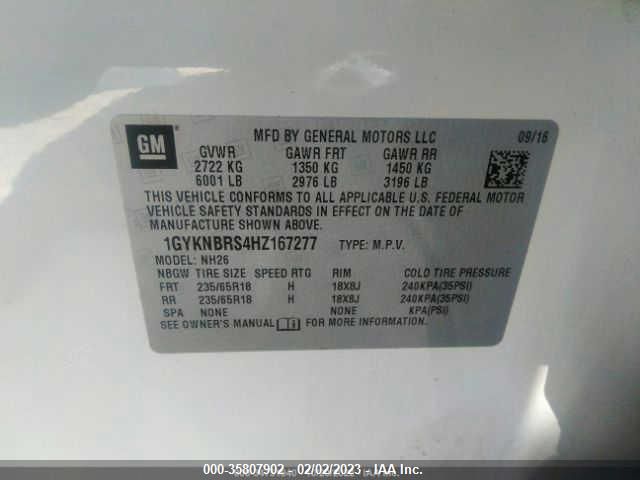 GM
MFD BY GENERAL MOTORS LLC 09/16
GVWR GAWR FRT GAWR RR
2722 KG 1350 KG 1450 KG
6001 LB 2976 LB 3196 LB
THIS VEHICLE CONFORMS TO ALL APPLICABLE U.S. FEDERAL MOTOR
VEHICLE SAFETY STANDARDS IN EFFECT ON THE DATE OF
MANUFACTURE SHOWN ABOVE.
1GYKNBRS4HZ167277 TYPE: M.P.V.
MODEL: NH26
NBGW TIRE SIZE SPEED RTG RIM COLD TIRE PRESSURE
FRT 235/65R18 H 18X8J 240KPA(35PSI)
RR 235/65R18 H 18X8J 240KPA(35PSI)
SPA NONE NONE KPA(PSI)
SEE OWNER'S MANUAL FOR MORE INFORMATION.
000-35807902 - 02/02/2023 - IAA Inc.